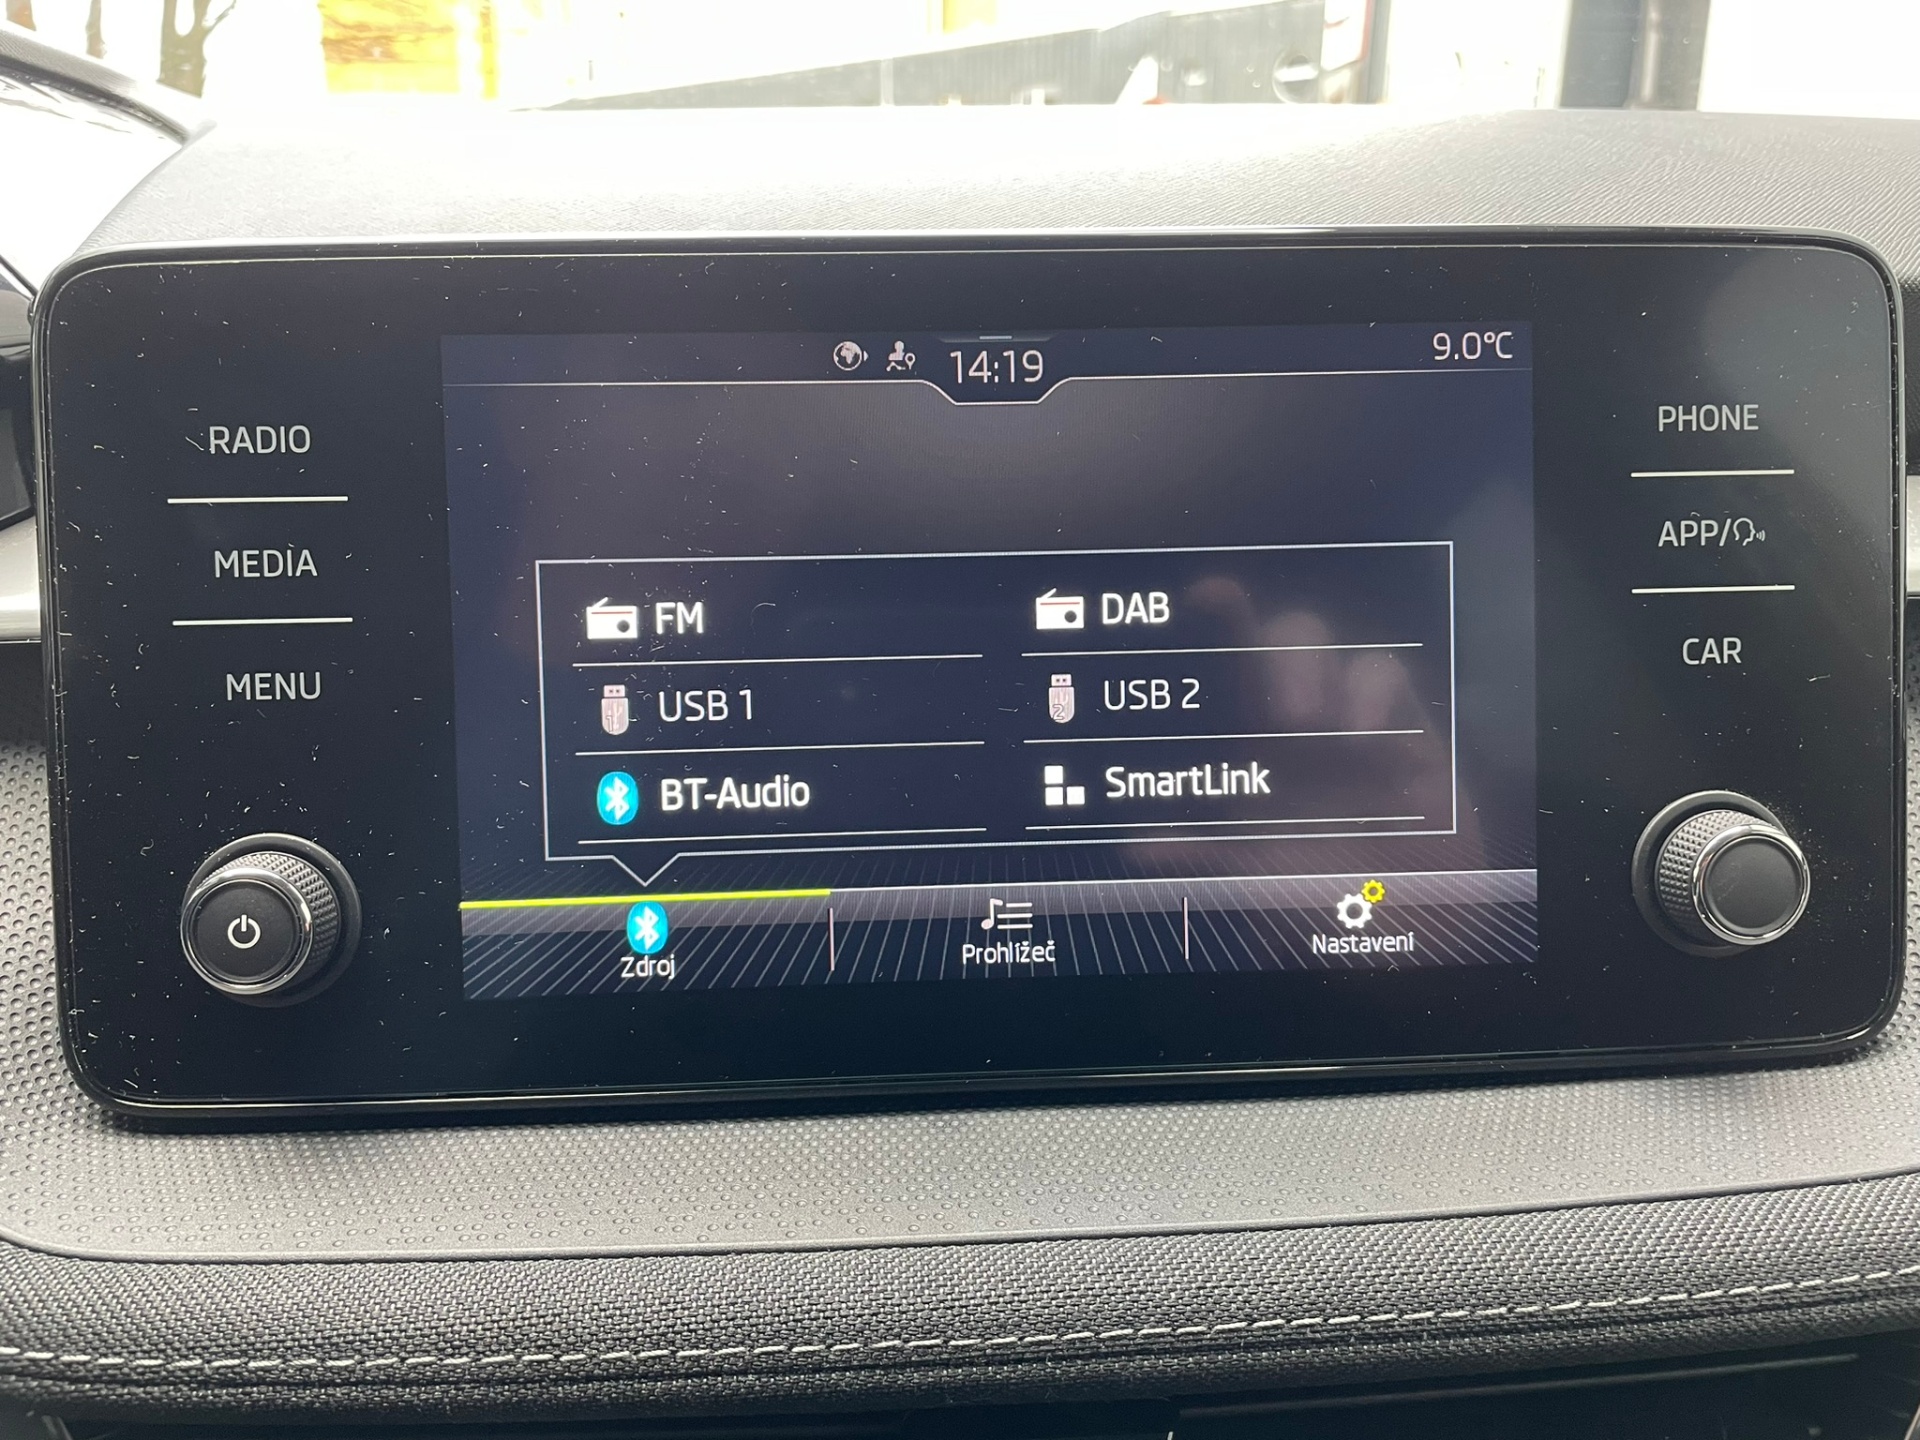 14:19
9.0°C
RADIO
MEDIA
MENU
PHONE
APP/
CAR
FM
DAB
USB 1
USB 2
BT-Audio
SmartLink
Zdroj
Prohlížeč
Nastavení